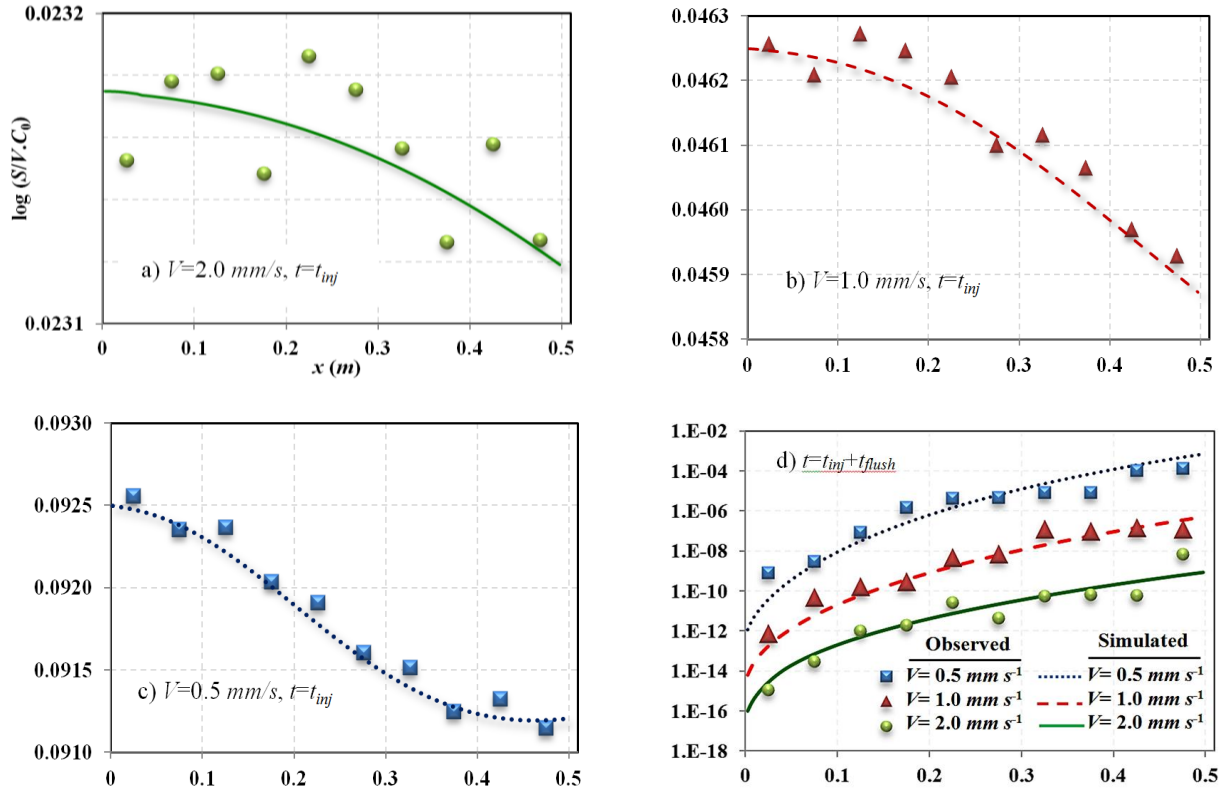 0.0232
log (S/V.C0)
a) V=2.0 mm/s, t=tinj
0.0231
0 0.1 0.2 0.3 0.4 0.5
x (m)
0.0463
0.0462
0.0461
0.0460
0.0459
0.0458
b) V=1.0 mm/s, t=tinj
0 0.1 0.2 0.3 0.4 0.5
0.0930
0.0925
0.0920
0.0915
0.0910
c) V=0.5 mm/s, t=tinj
0 0.1 0.2 0.3 0.4 0.5
1.E-02
1.E-04
1.E-06
1.E-08
1.E-10
1.E-12
1.E-14
1.E-16
1.E-18
d) t=tinj+tflush
Observed Simulated
V= 0.5 mm s-1 V= 0.5 mm s-1
V= 1.0 mm s-1 V= 1.0 mm s-1
V= 2.0 mm s-1 V= 2.0 mm s-1
0 0.1 0.2 0.3 0.4 0.5